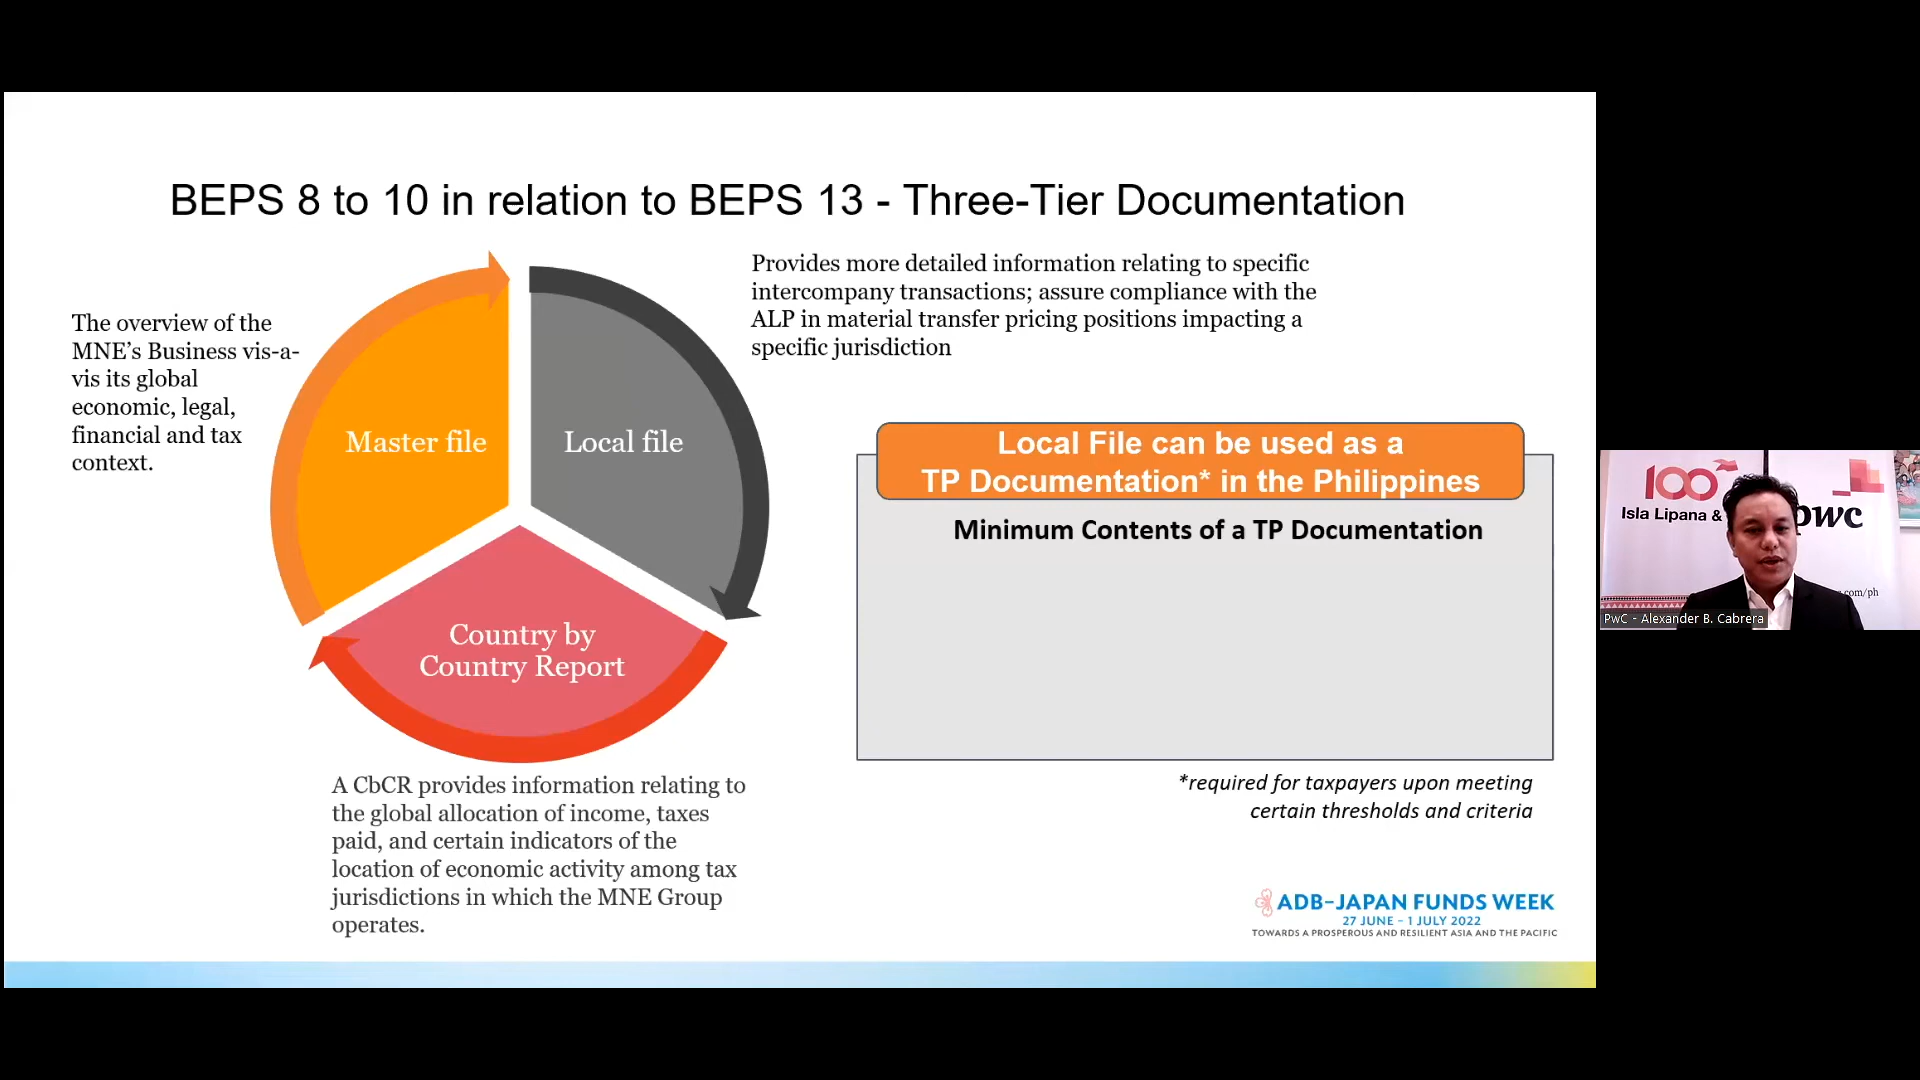 BEPS 8 to 10 in relation to BEPS 13 - Three-Tier Documentation
The overview of the
MNE’s Business vis-a-
vis its global
economic, legal,
financial and tax
context.
Master file
Local file
Country by
Country Report
Provides more detailed information relating to specific
intercompany transactions; assure compliance with the
ALP in material transfer pricing positions impacting a
specific jurisdiction
Local File can be used as a
TP Documentation* in the Philippines
Minimum Contents of a TP Documentation
*required for taxpayers upon meeting
certain thresholds and criteria
A CbCR provides information relating to
the global allocation of income, taxes
paid, and certain indicators of the
location of economic activity among tax
jurisdictions in which the MNE Group
operates.
ADB-JAPAN FUNDS WEEK
27 JUNE - 1 JULY 2022
TOWARDS A PROSPEROUS AND RESILIENT ASIA AND THE PACIFIC
100
Isla Lipana &
pwc
.com/ph
PwC - Alexander B. Cabrera